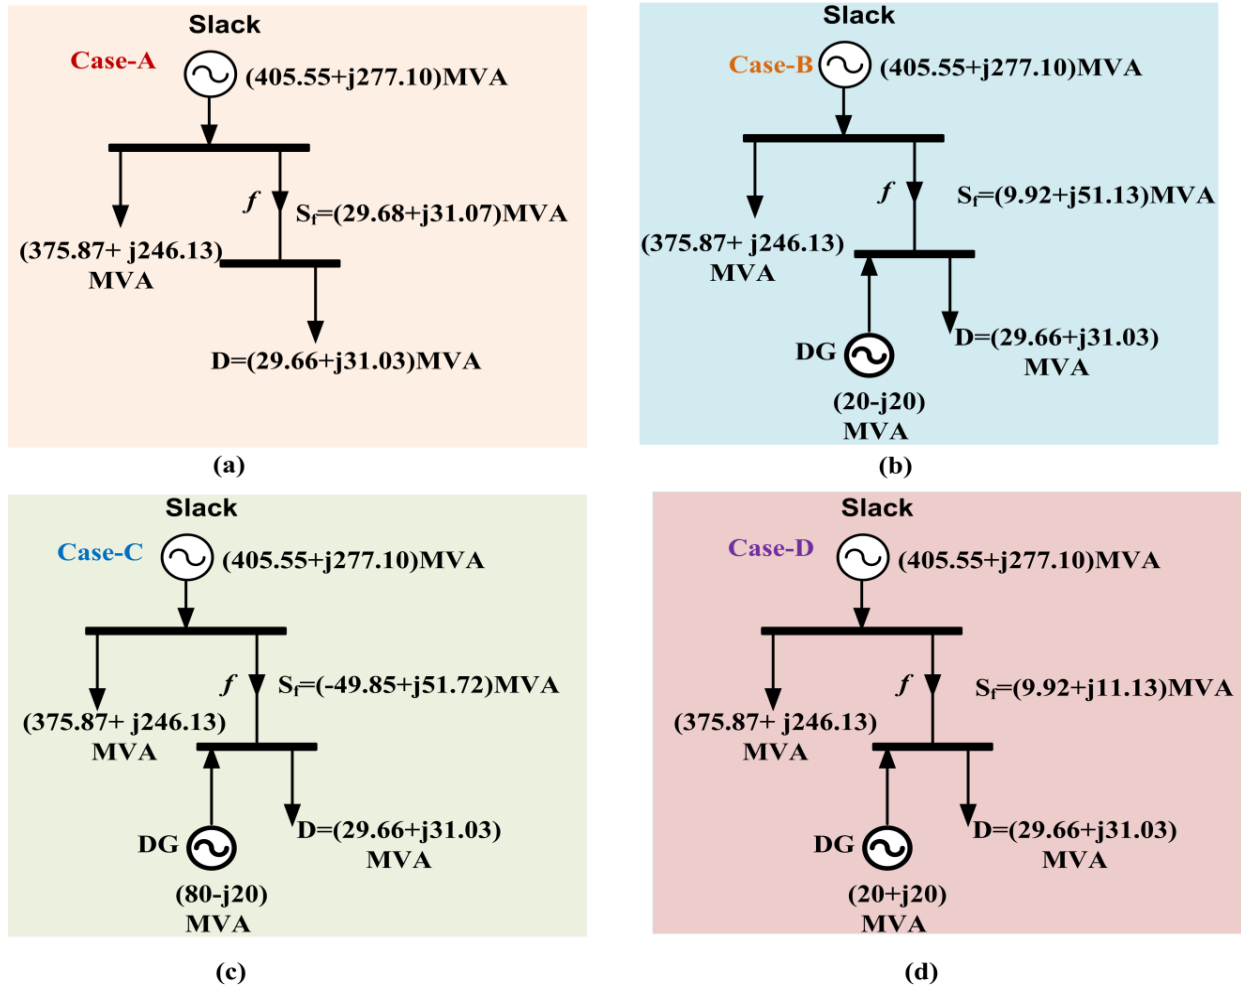 Slack
Case-A
(405.55+j277.10)MVA
f
S_f=(29.68+j31.07)MVA
(375.87+ j246.13)
MVA
D=(29.66+j31.03)MVA
(a)
Slack
Case-B
(405.55+j277.10)MVA
f
S_f=(9.92+j51.13)MVA
(375.87+ j246.13)
MVA
DG
D=(29.66+j31.03)
MVA
(20-j20)
MVA
(b)
Slack
Case-C
(405.55+j277.10)MVA
f
S_f=(-49.85+j51.72)MVA
(375.87+ j246.13)
MVA
DG
D=(29.66+j31.03)
MVA
(80-j20)
MVA
(c)
Slack
Case-D
(405.55+j277.10)MVA
f
S_f=(9.92+j11.13)MVA
(375.87+ j246.13)
MVA
DG
D=(29.66+j31.03)
MVA
(20+j20)
MVA
(d)